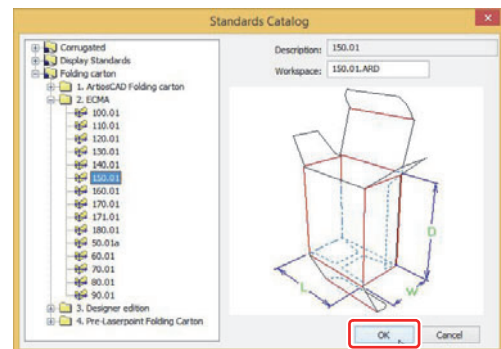 Standards Catalog
Corrugated
Display Standards
Folding carton
1. ArtiosCAD Folding carton
2. ECMA
100.01
110.01
120.01
130.01
140.01
150.01
160.01
170.01
171.01
180.01
50.01a
60.01
70.01
80.01
90.01
3. Designer edition
4. Pre-Laserpoint Folding Carton
Description: 150.01
Workspace: 150.01.ARD
D
L
W
OK
Cancel